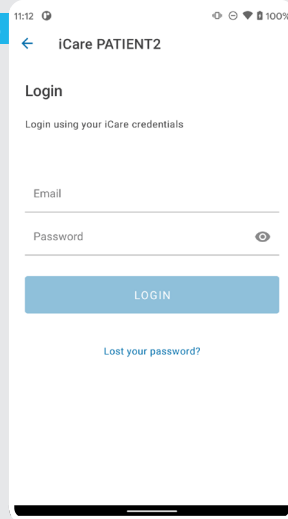 11:12 100%
iCare PATIENT2
Login
Login using your iCare credentials
Email
Password
LOGIN
Lost your password?